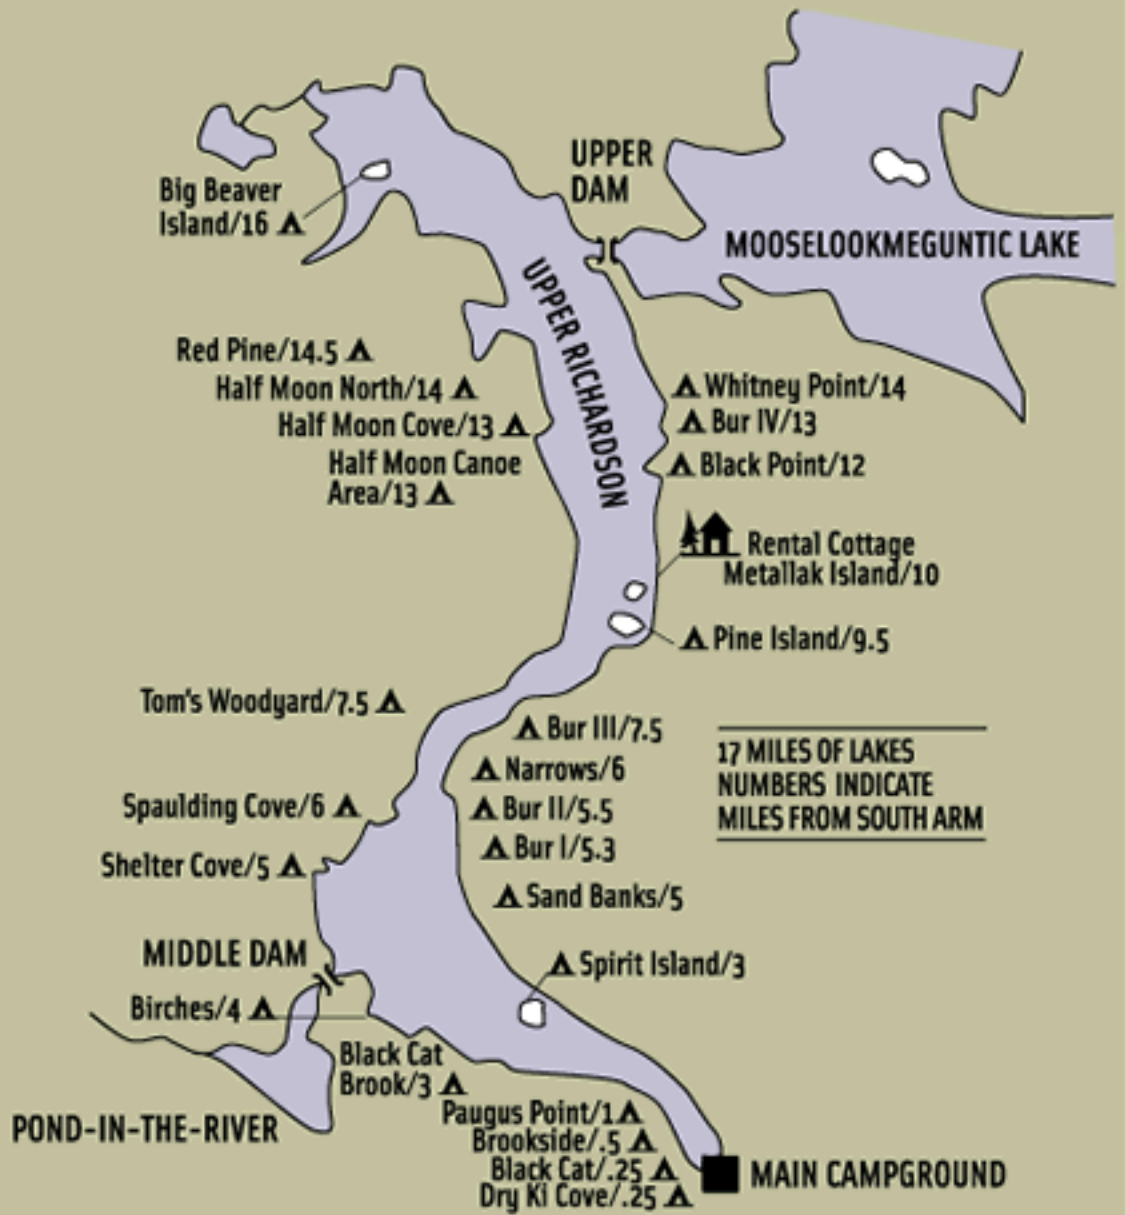 UPPER
DAM
Big Beaver
Island/16
MOOSELOOKMEGUNTIC LAKE
UPPER RICHARDSON
Red Pine/14.5
Half Moon North/14
Half Moon Cove/13
Half Moon Canoe
Area/13
Whitney Point/14
Bur IV/13
Black Point/12
Rental Cottage
Metallak Island/10
Pine Island/9.5
Tom's Woodyard/7.5
Bur III/7.5
Narrows/6
Spaulding Cove/6
Bur II/5.5
Bur I/5.3
Shelter Cove/5
Sand Banks/5
17 MILES OF LAKES
NUMBERS INDICATE
MILES FROM SOUTH ARM
MIDDLE DAM
Spirit Island/3
Birches/4
Black Cat
Brook/3
POND-IN-THE-RIVER
Paugus Point/1
Brookside/.5
Black Cat/.25
Dry Ki Cove/.25
MAIN CAMPGROUND